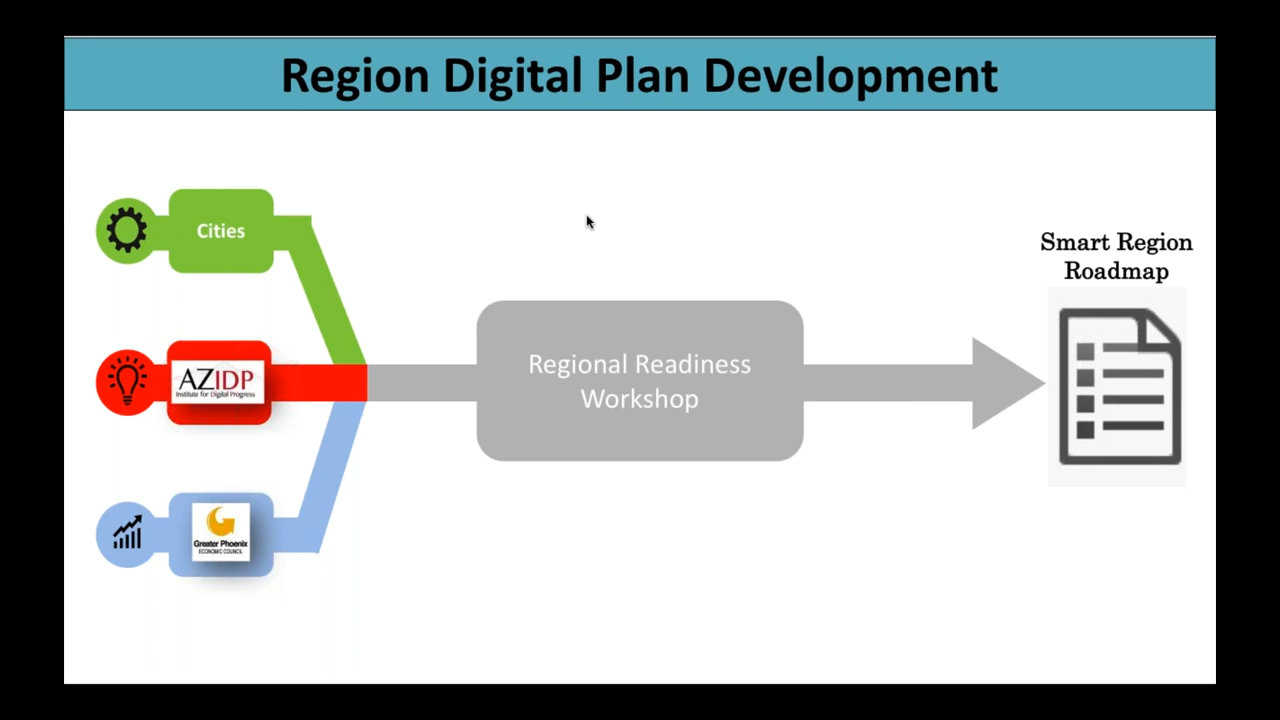 Region Digital Plan Development
Cities
AZIDP
Institute for Digital Progress
Greater Phoenix
ECONOMIC COUNCIL
Regional Readiness
Workshop
Smart Region
Roadmap